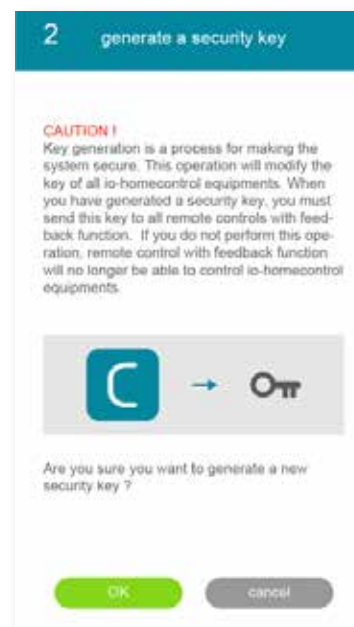 2 generate a security key
CAUTION !
Key generation is a process for making the
system secure. This operation will modify the
key of all io-homecontrol equipments. When
you have generated a security key, you must
send this key to all remote controls with feed-
back function. If you do not perform this ope-
ration, remote control with feedback function
will no longer be able to control io-homecontrol
equipments.
Are you sure you want to generate a new
security key ?
OK cancel